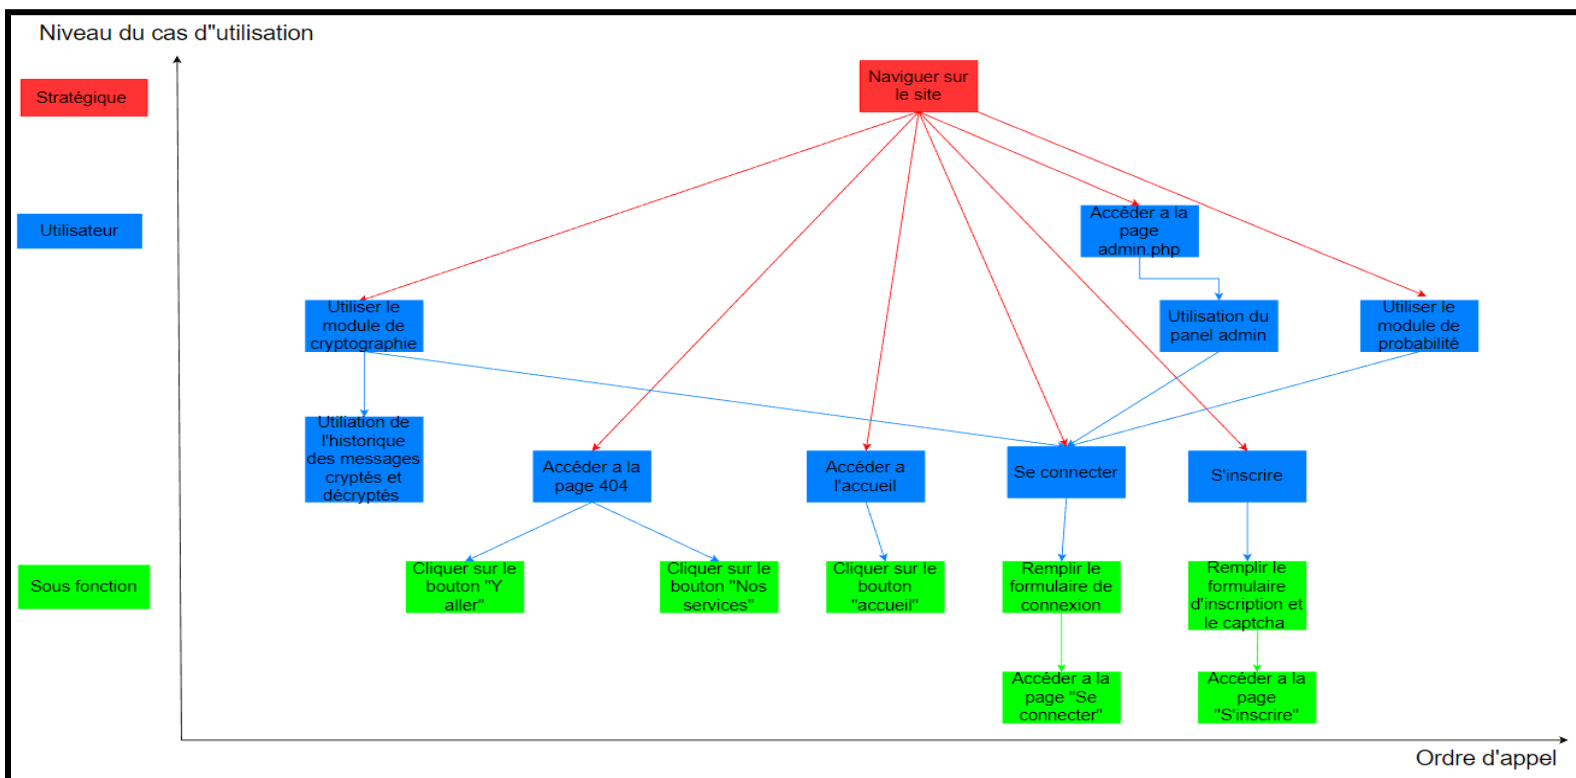 Niveau du cas d"utilisation
Stratégique
Naviguer sur
le site
Utilisateur
Accéder a la
page
admin.php
Utiliser le
module de
cryptographie
Utilisation du
panel admin
Utiliser le
module de
probabilité
Utiliation de
l'historique
des messages
cryptés et
décryptés
Accéder a la
page 404
Accéder a
l'accueil
Se connecter
S'inscrire
Sous fonction
Cliquer sur le
bouton "Y
aller"
Cliquer sur le
bouton "Nos
services"
Cliquer sur le
bouton
"accueil"
Remplir le
formulaire de
connexion
Remplir le
formulaire
d'inscription et
le captcha
Accéder a la
page "Se
connecter"
Accéder a la
page
"S'inscrire"
Ordre d'appel